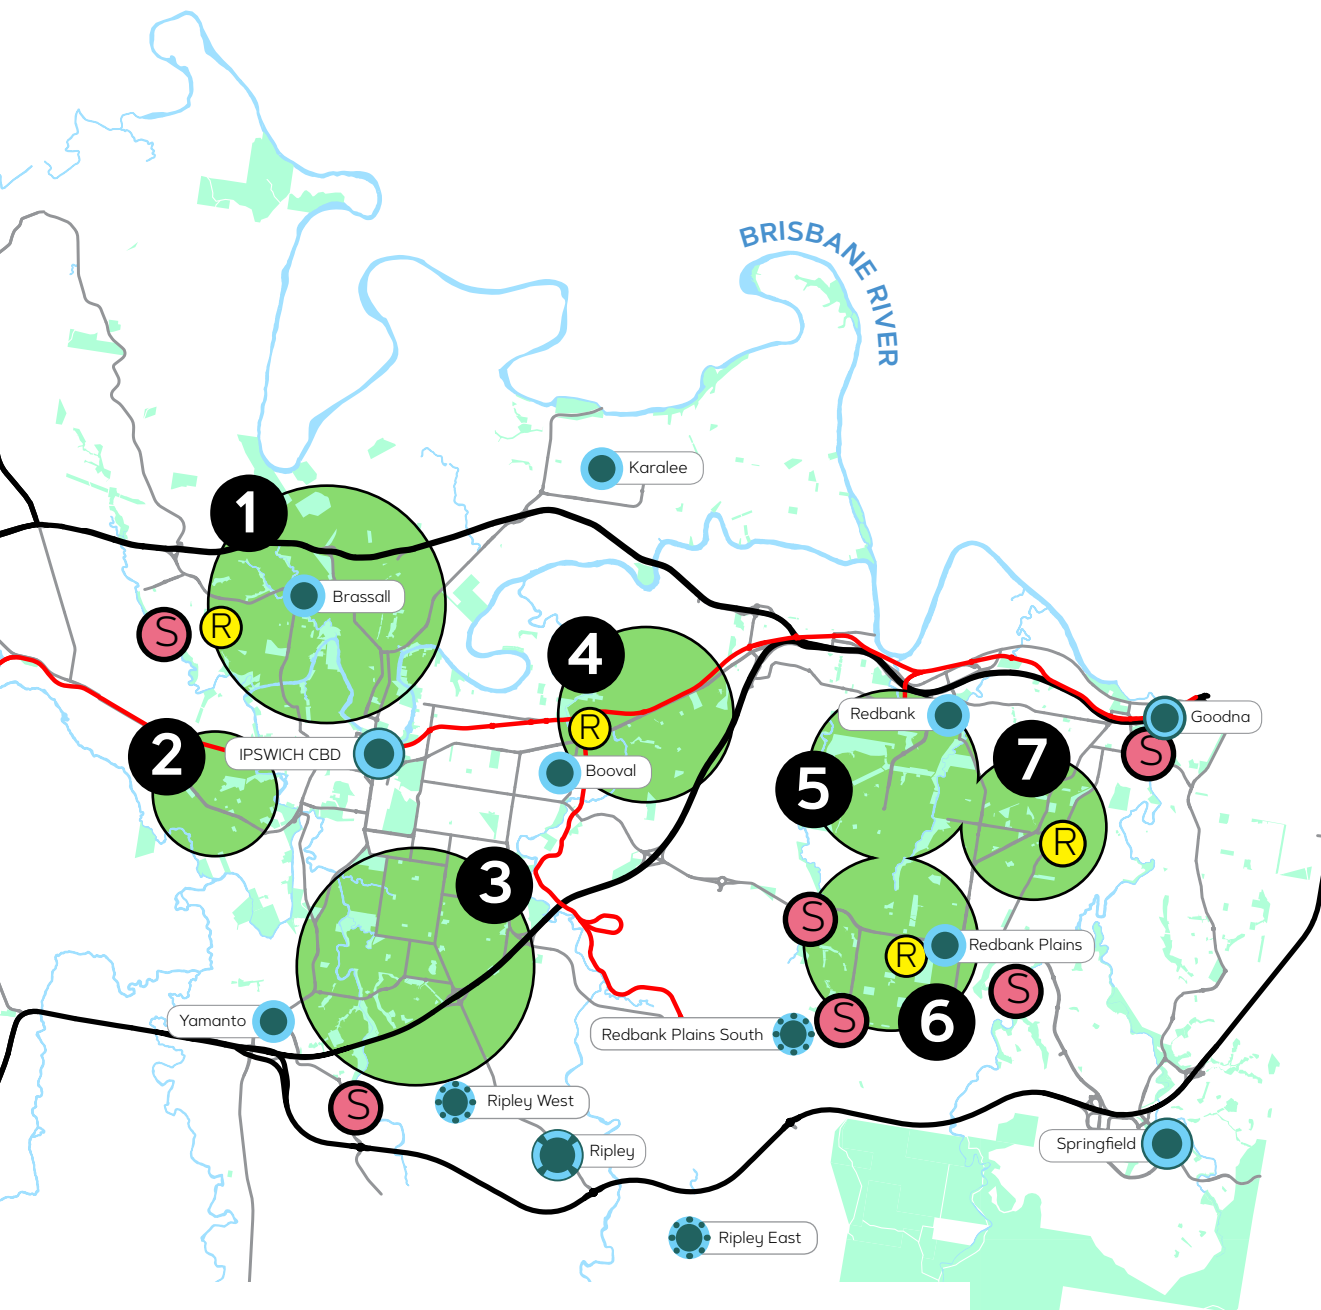 BRISBANE RIVER
Karalee
1
Brassall
S
R
4
R
2
IPSWICH CBD
Booval
Redbank
Goodna
S
7
5
R
3
S
R
Redbank Plains
S
Yamanto
Redbank Plains South
S
6
S
Ripley West
Ripley
Springfield
Ripley East